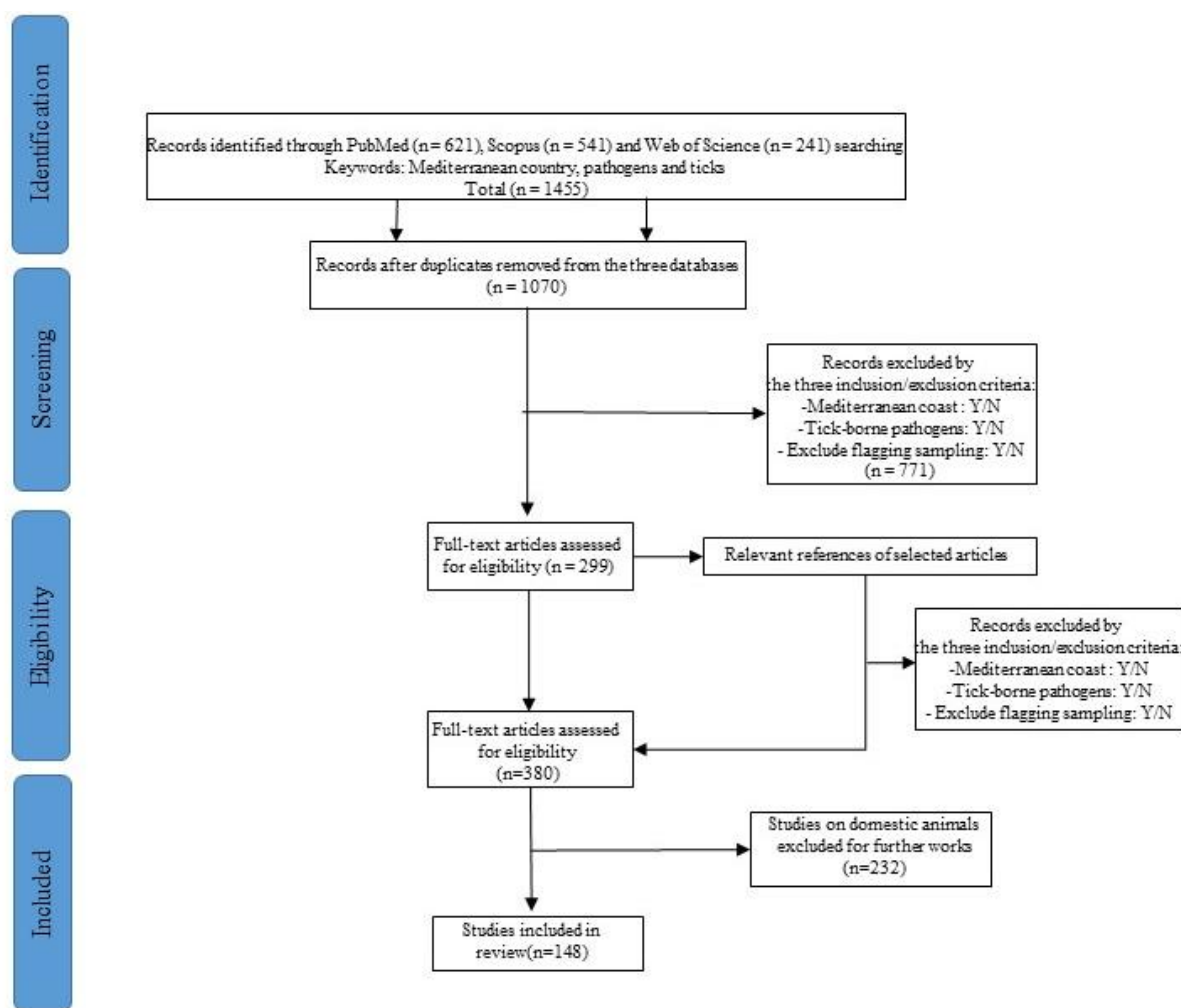 Identification
Records identified through PubMed (n = 621), Scopus (n = 541) and Web of Science (n = 241) searching
Keywords: Mediterranean country, pathogens and ticks
Total (n = 1455)
Records after duplicates removed from the three databases
(n = 1070)
Screening
Records excluded by
the three inclusion/exclusion criteria:
-Mediterranean coast : Y/N
-Tick-borne pathogens: Y/N
- Exclude flagging sampling: Y/N
(n = 771)
Eligibility
Full-text articles assessed
for eligibility (n = 299)
Relevant references of selected articles
Records excluded by
the three inclusion/exclusion criteria:
-Mediterranean coast : Y/N
-Tick-borne pathogens: Y/N
- Exclude flagging sampling: Y/N
Full-text articles assessed
for eligibility
(n=380)
Included
Studies on domestic animals
excluded for further works
(n=232)
Studies included in
review(n=148)